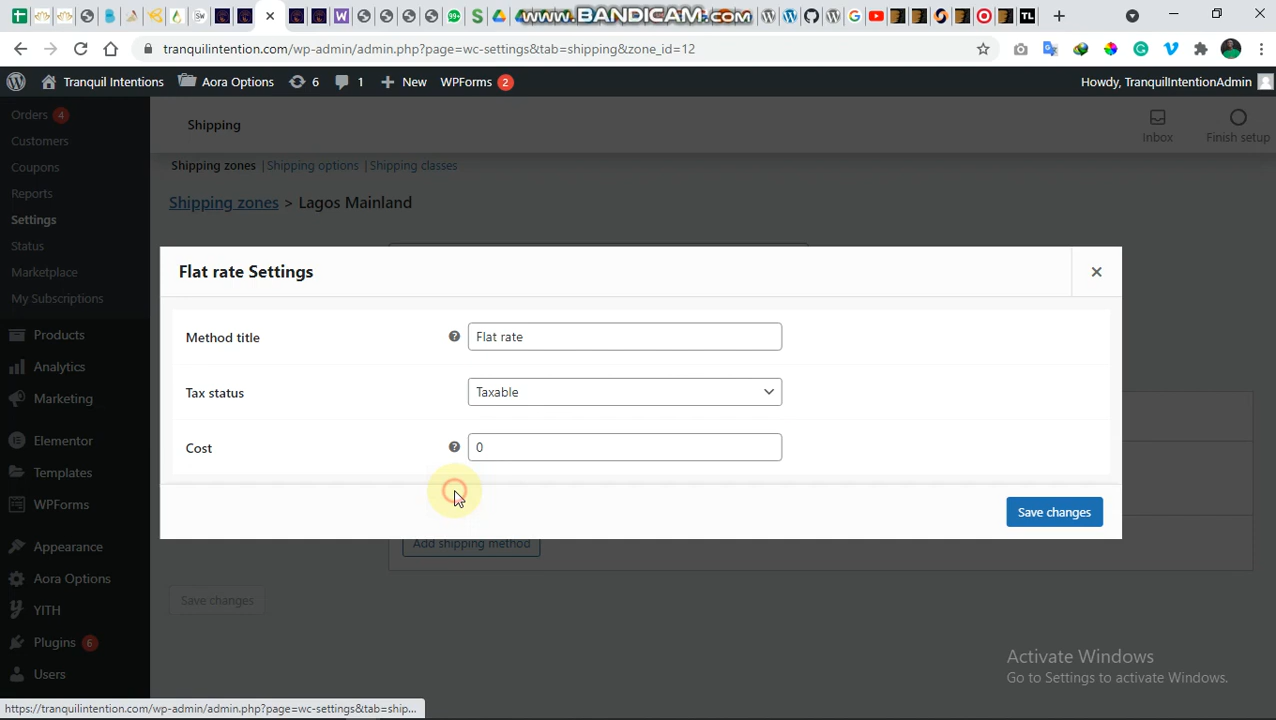 99+
www.BANDICAM.com
TL
tranquilintention.com/wp-admin/admin.php?page=wc-settings&tab=shipping&zone_id=12
Tranquil Intentions
Aora Options
6
1
New
WPForms 2
Howdy, TranquilIntentionAdmin
Orders 4
Customers
Coupons
Reports
Settings
Status
Marketplace
My Subscriptions
Products
Analytics
Marketing
Elementor
Templates
WPForms
Appearance
Aora Options
YITH
Plugins 6
Users
Shipping
Inbox
Finish setup
Shipping zones | Shipping options | Shipping classes
Shipping zones > Lagos Mainland
Flat rate Settings
Method title
Flat rate
Tax status
Taxable
Cost
0
Save changes
Add shipping method
Save changes
Activate Windows
Go to Settings to activate Windows.
https://tranquilintention.com/wp-admin/admin.php?page=wc-settings&tab=ship...